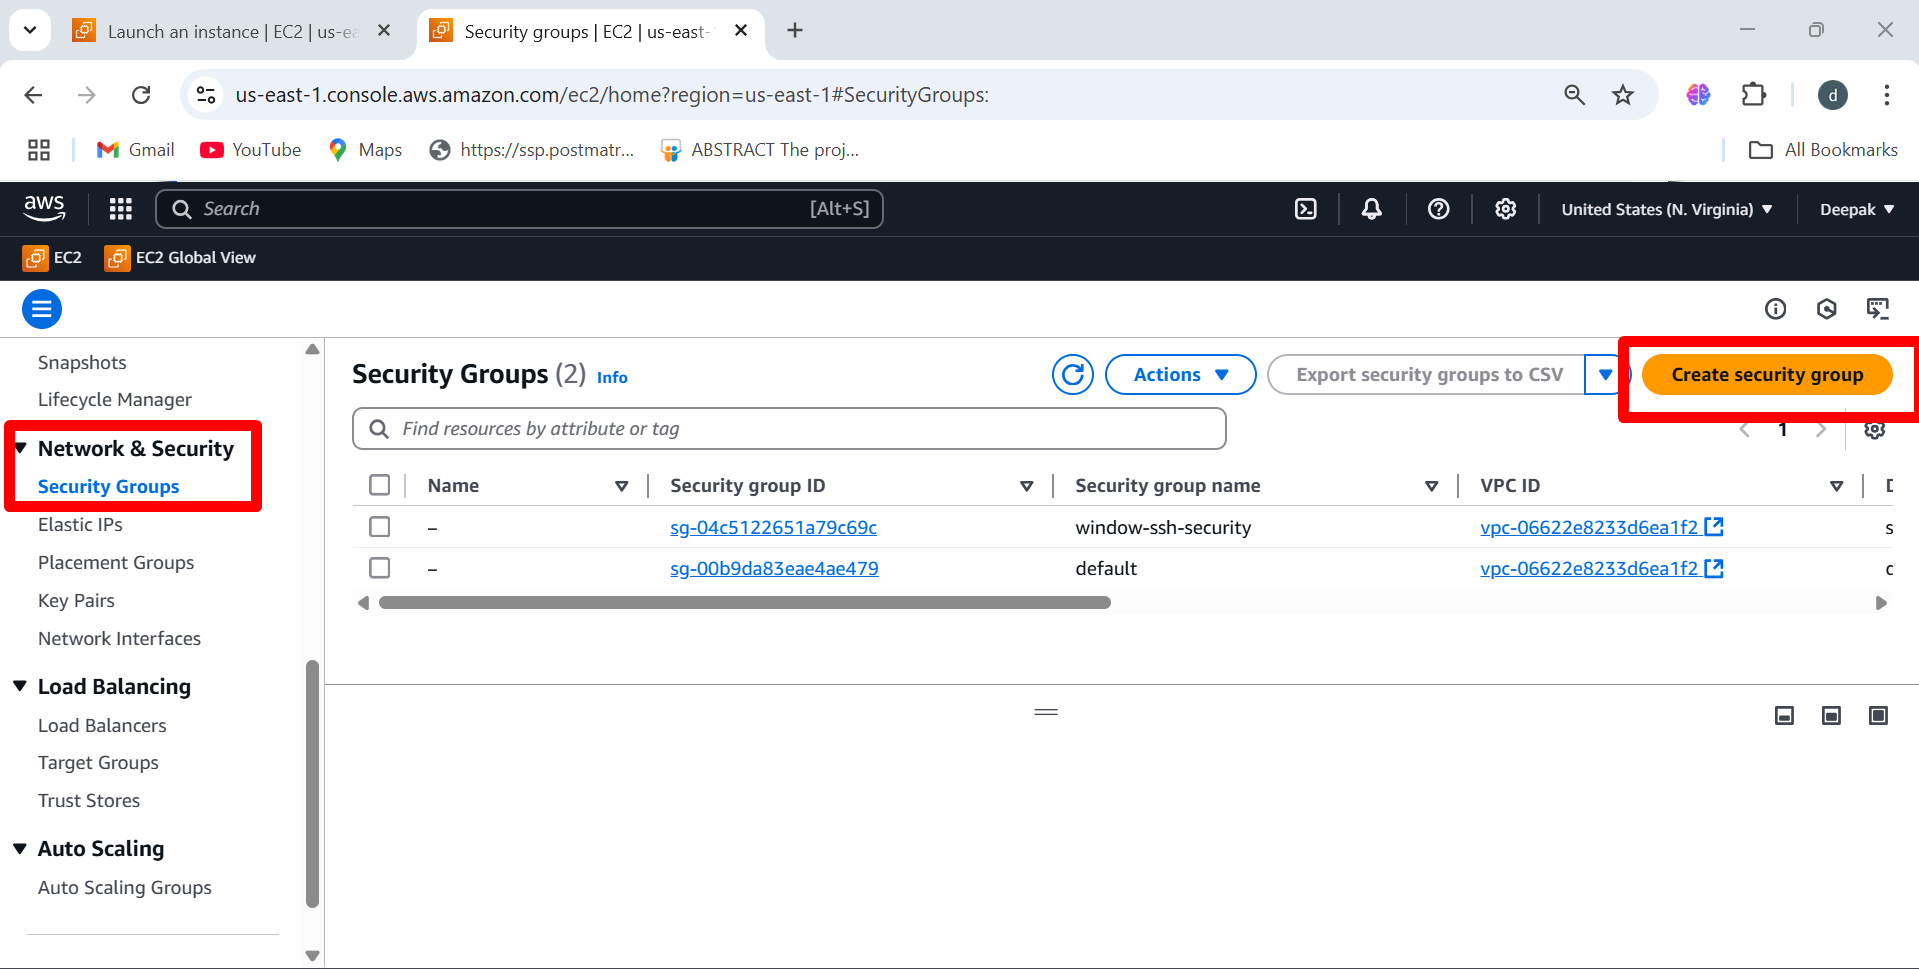 Launch an instance | EC2 | us-ea
Security groups | EC2 | us-east-
us-east-1.console.aws.amazon.com/ec2/home?region=us-east-1#SecurityGroups:
d
Gmail
YouTube
Maps
https://ssp.postmatr...
ABSTRACT The proj...
All Bookmarks
aws
Search
[Alt+S]
United States (N. Virginia)
Deepak
EC2
EC2 Global View
Snapshots
Lifecycle Manager
Network & Security
Security Groups
Elastic IPs
Placement Groups
Key Pairs
Network Interfaces
Load Balancing
Load Balancers
Target Groups
Trust Stores
Auto Scaling
Auto Scaling Groups
Security Groups (2) Info
Actions
Export security groups to CSV
Create security group
Find resources by attribute or tag
1
Name Security group ID Security group name VPC ID
– sg-04c5122651a79c69c window-ssh-security vpc-06622e8233d6ea1f2 s
– sg-00b9da83eae4ae479 default vpc-06622e8233d6ea1f2